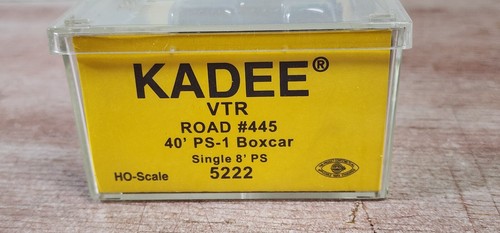 KADEE®
VTR
ROAD #445
40' PS-1 Boxcar
Single 8' PS
HO-Scale 5222